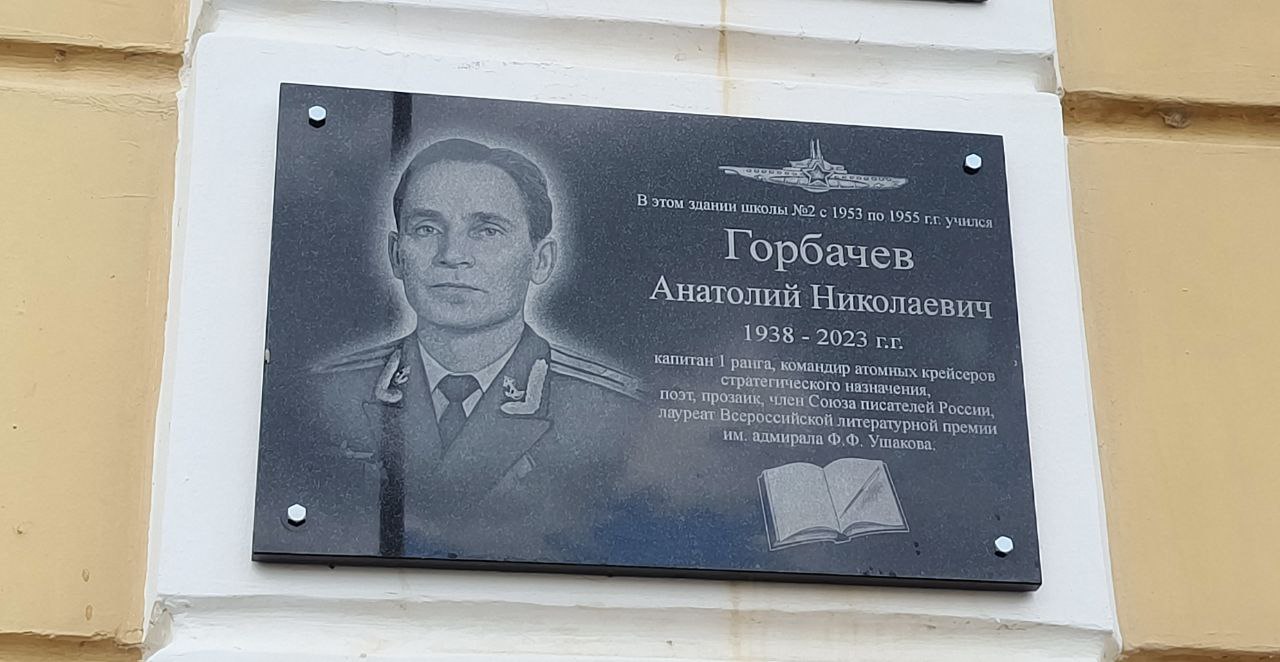 В этом здании школы №2 с 1953 по 1955 г.г. учился
Горбачев
Анатолий Николаевич
1938 - 2023 г.г.
капитан 1 ранга, командир атомных крейсеров
стратегического назначения,
поэт, прозаик, член Союза писателей России,
лауреат Всероссийской литературной премии
им. адмирала Ф.Ф. Ушакова.